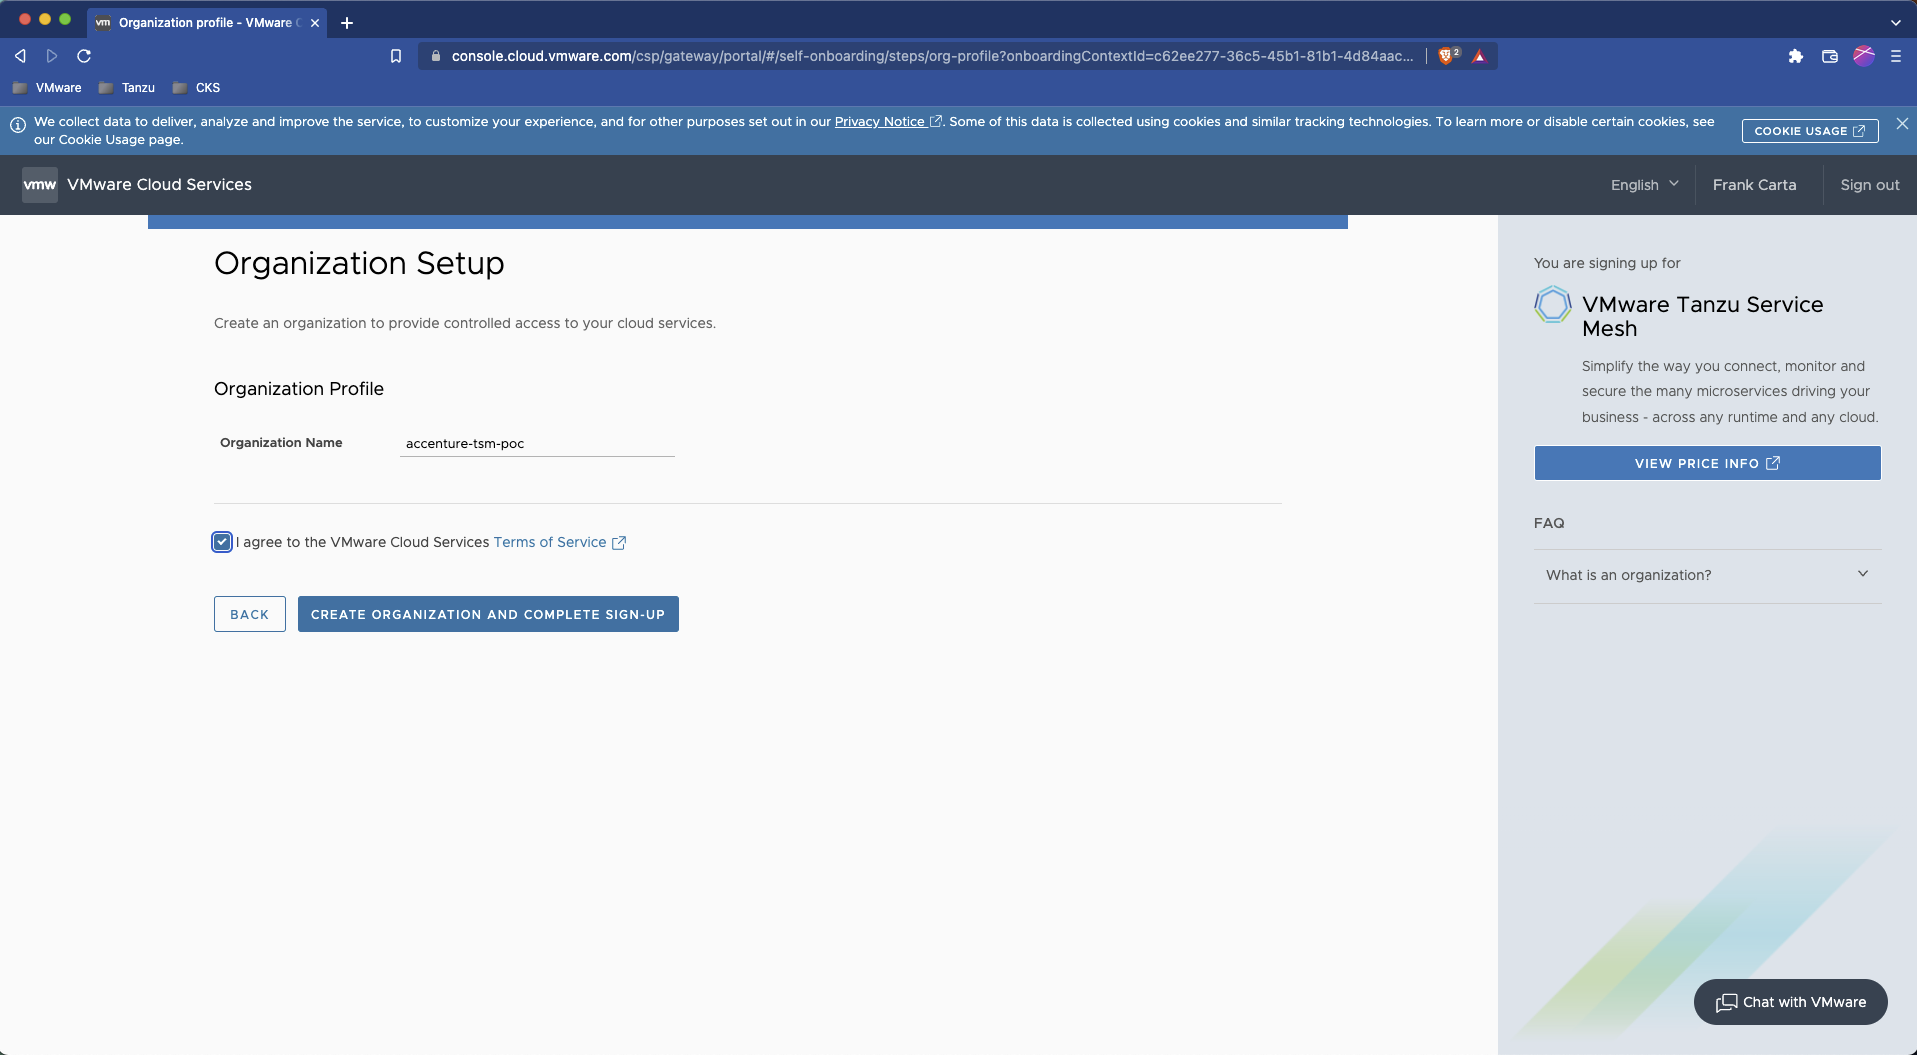 vm Organization profile - VMware C
console.cloud.vmware.com/csp/gateway/portal/#/self-onboarding/steps/org-profile?onboardingContextId=c62ee277-36c5-45b1-81b1-4d84aac...
2
VMware Tanzu CKS
We collect data to deliver, analyze and improve the service, to customize your experience, and for other purposes set out in our Privacy Notice . Some of this data is collected using cookies and similar tracking technologies. To learn more or disable certain cookies, see
our Cookie Usage page.
COOKIE USAGE
vmw VMware Cloud Services
English
Frank Carta
Sign out
Organization Setup
Create an organization to provide controlled access to your cloud services.
Organization Profile
Organization Name accenture-tsm-poc
I agree to the VMware Cloud Services Terms of Service
BACK CREATE ORGANIZATION AND COMPLETE SIGN-UP
You are signing up for
VMware Tanzu Service
Mesh
Simplify the way you connect, monitor and
secure the many microservices driving your
business - across any runtime and any cloud.
VIEW PRICE INFO
FAQ
What is an organization?
Chat with VMware